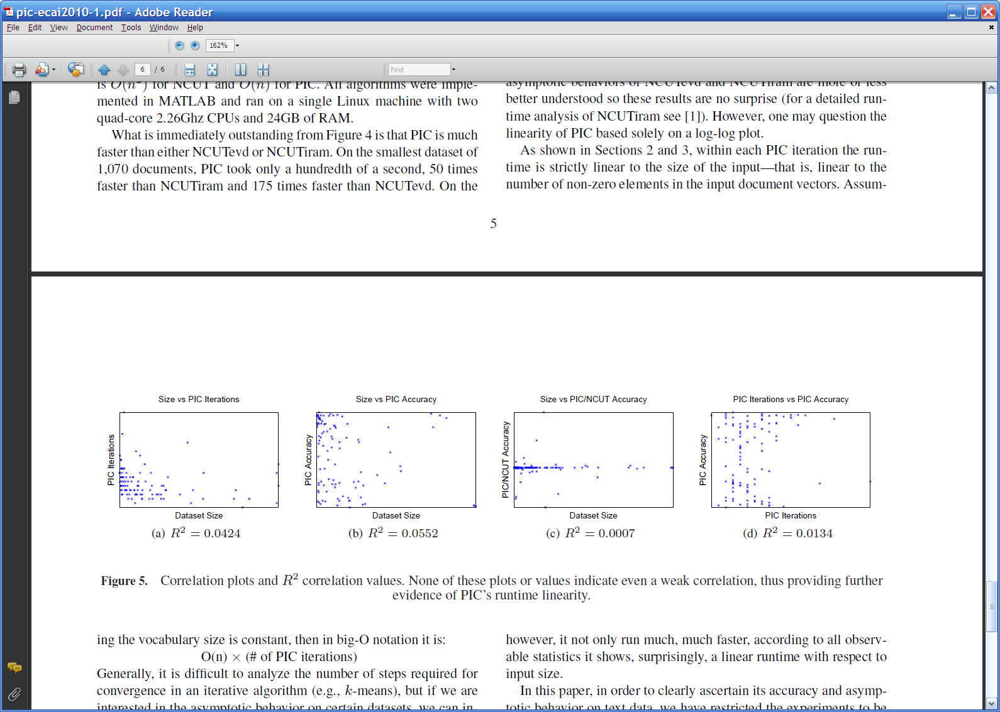 pic-ecai2010-1.pdf - Adobe Reader
File Edit View Document Tools Window Help
162%
6 / 6
Find
is O(n²) for NCUT and O(n) for PIC. All algorithms were imple-
mented in MATLAB and ran on a single Linux machine with two
quad-core 2.26Ghz CPUs and 24GB of RAM.
What is immediately outstanding from Figure 4 is that PIC is much
faster than either NCUTevd or NCUTiram. On the smallest dataset of
1,070 documents, PIC took only a hundredth of a second, 50 times
faster than NCUTiram and 175 times faster than NCUTevd. On the
asymptotic behaviors of NCUTevd and NCUTiram are more or less
better understood so these results are no surprise (for a detailed run-
time analysis of NCUTiram see [1]). However, one may question the
linearity of PIC based solely on a log-log plot.
As shown in Sections 2 and 3, within each PIC iteration the run-
time is strictly linear to the size of the input—that is, linear to the
number of non-zero elements in the input document vectors. Assum-
5
Size vs PIC Iterations
PIC Iterations
Dataset Size
(a) R² = 0.0424
Size vs PIC Accuracy
PIC Accuracy
Dataset Size
(b) R² = 0.0552
Size vs PIC/NCUT Accuracy
PIC/NCUT Accuracy
Dataset Size
(c) R² = 0.0007
PIC Iterations vs PIC Accuracy
PIC Accuracy
PIC Iterations
(d) R² = 0.0134
Figure 5. Correlation plots and R² correlation values. None of these plots or values indicate even a weak correlation, thus providing further
evidence of PIC's runtime linearity.
ing the vocabulary size is constant, then in big-O notation it is:
O(n) × (# of PIC iterations)
Generally, it is difficult to analyze the number of steps required for
convergence in an iterative algorithm (e.g., k-means), but if we are
interested in the asymptotic behavior on certain datasets, we can in-
however, it not only run much, much faster, according to all observ-
able statistics it shows, surprisingly, a linear runtime with respect to
input size.
In this paper, in order to clearly ascertain its accuracy and asymp-
totic behavior on text data, we have restricted the experiments to be